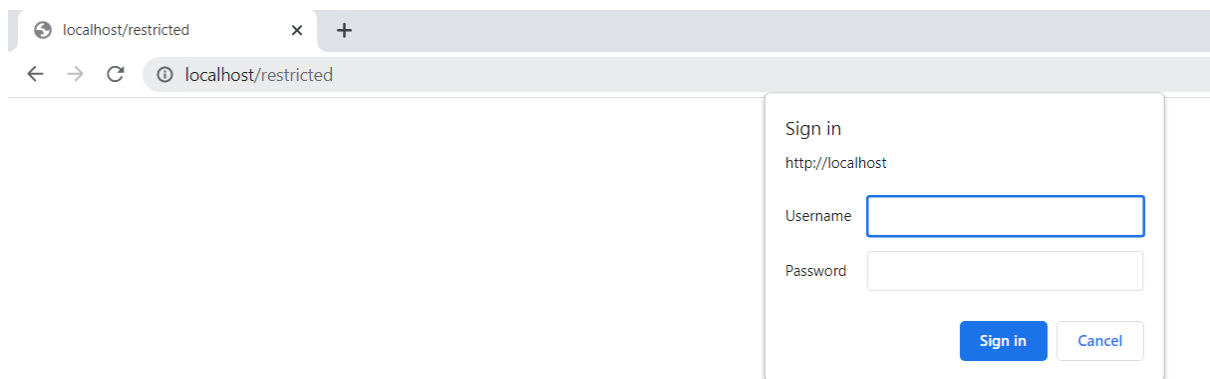 localhost/restricted
localhost/restricted
Sign in
http://localhost
Username
Password
Sign in Cancel